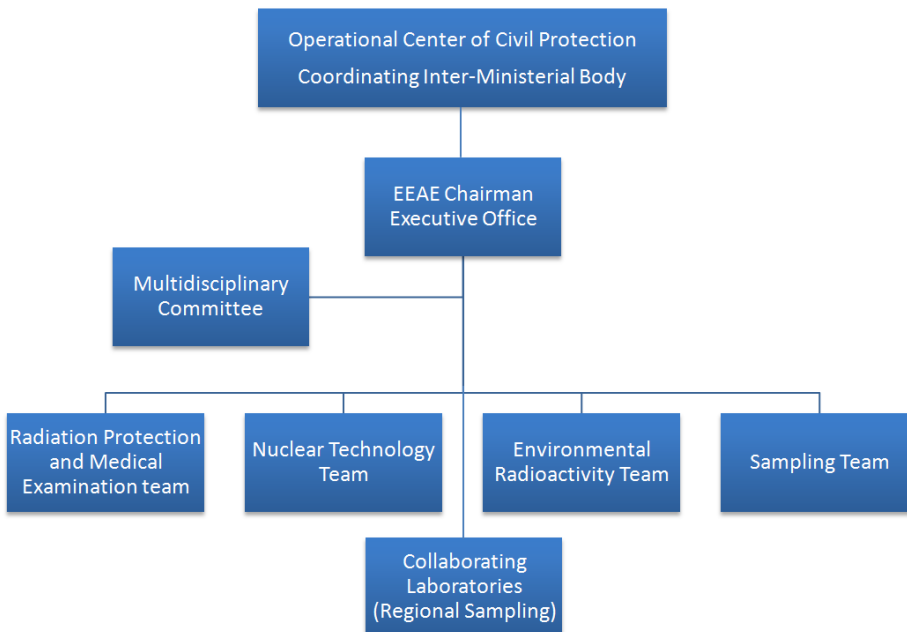 Operational Center of Civil Protection
Coordinating Inter-Ministerial Body
EEAE Chairman
Executive Office
Multidisciplinary
Committee
Radiation Protection
and Medical
Examination team
Nuclear Technology
Team
Environmental
Radioactivity Team
Sampling Team
Collaborating
Laboratories
(Regional Sampling)